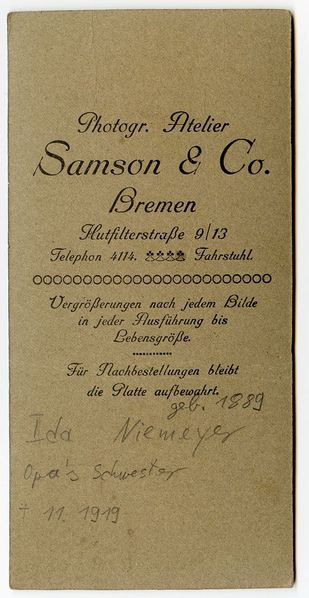 Photogr. Atelier
Samson & Co.
Bremen
Hutfilterstraße 9/13
Telephon 4114. Fahrstuhl.
Vergrößerungen nach jedem Bilde
in jeder Ausführung bis
Lebensgröße.
Für Nachbestellungen bleibt
die Platte aufbewahrt.
geb. 1889
Ida Niemeyer
Opa's Schwester
† 11. 1919